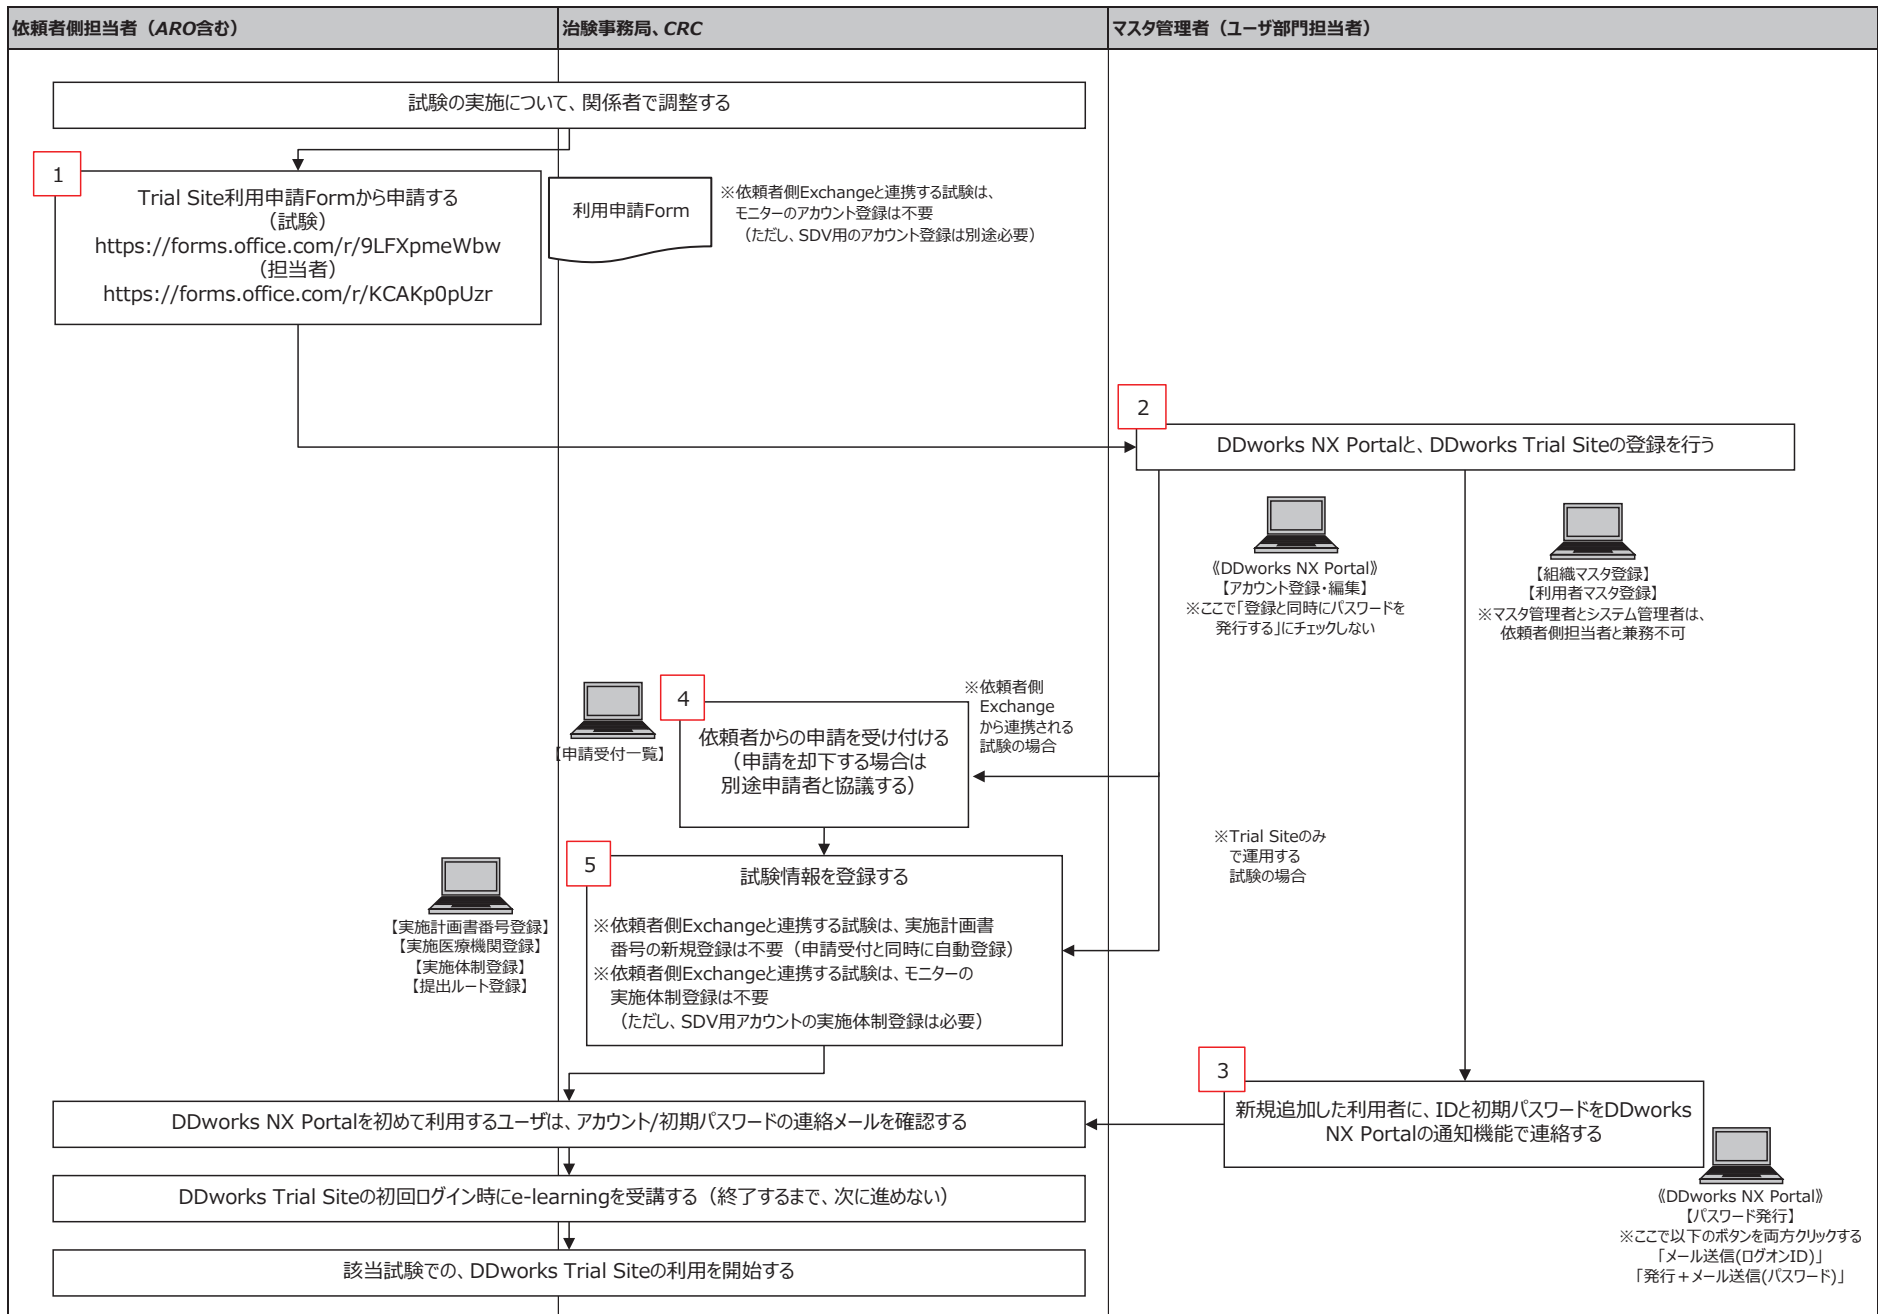 依頼者側担当者（ARO含む）
治験事務局、CRC
マスタ管理者（ユーザ部門担当者）
試験の実施について、関係者で調整する
1
Trial Site利用申請Formから申請する
（試験）
https://forms.office.com/r/9LFXpmeWbw
（担当者）
https://forms.office.com/r/KCAKp0pUzr
利用申請Form
※依頼者側Exchangeと連携する試験は、
モニターのアカウント登録は不要
（ただし、SDV用のアカウント登録は別途必要）
2
DDworks NX Portalと、DDworks Trial Siteの登録を行う
《DDworks NX Portal》
【アカウント登録・編集】
※ここで「登録と同時にパスワードを
発行する」にチェックしない
【組織マスタ登録】
【利用者マスタ登録】
※マスタ管理者とシステム管理者は、
依頼者側担当者と兼務不可
【申請受付一覧】
4
依頼者からの申請を受け付ける
（申請を却下する場合は
別途申請者と協議する）
※依頼者側
Exchange
から連携される
試験の場合
※Trial Siteのみ
で運用する
試験の場合
【実施計画書番号登録】
【実施医療機関登録】
【実施体制登録】
【提出ルート登録】
5
試験情報を登録する
※依頼者側Exchangeと連携する試験は、実施計画書
番号の新規登録は不要（申請受付と同時に自動登録）
※依頼者側Exchangeと連携する試験は、モニターの
実施体制登録は不要
（ただし、SDV用アカウントの実施体制登録は必要）
3
新規追加した利用者に、IDと初期パスワードをDDworks
NX Portalの通知機能で連絡する
《DDworks NX Portal》
【パスワード発行】
※ここで以下のボタンを両方クリックする
「メール送信(ログオンID)」
「発行＋メール送信(パスワード)」
DDworks NX Portalを初めて利用するユーザは、アカウント/初期パスワードの連絡メールを確認する
DDworks Trial Siteの初回ログイン時にe-learningを受講する（終了するまで、次に進めない）
該当試験での、DDworks Trial Siteの利用を開始する